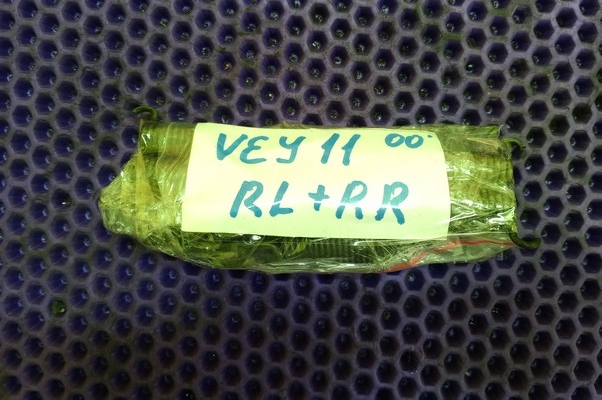 VEY 11 00.
RL + RR